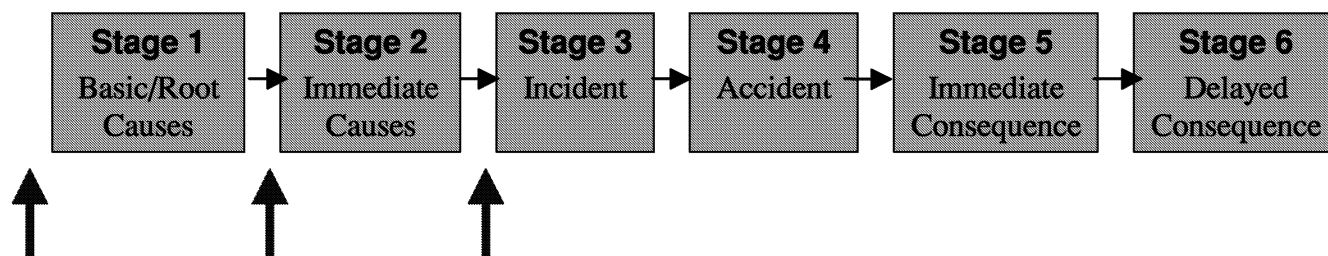 Stage 1
Basic/Root
Causes
Stage 2
Immediate
Causes
Stage 3
Incident
Stage 4
Accident
Stage 5
Immediate
Consequence
Stage 6
Delayed
Consequence